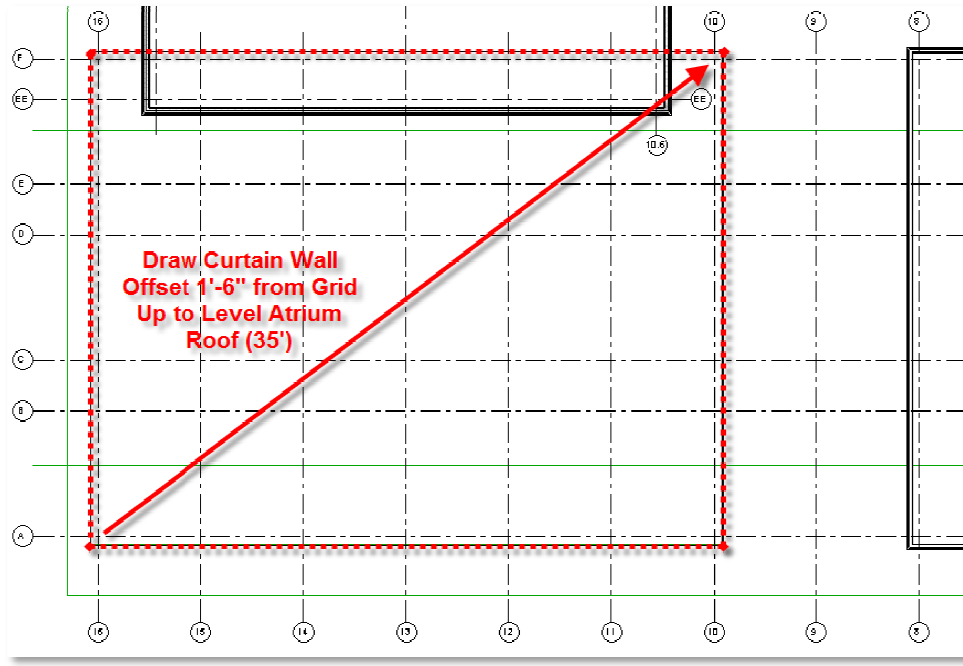 16
10
9
8
F
EE
EE
10.6
E
D
Draw Curtain Wall
Offset 1'-6" from Grid
Up to Level Atrium
Roof (35')
C
B
A
16
15
14
13
12
11
10
9
8